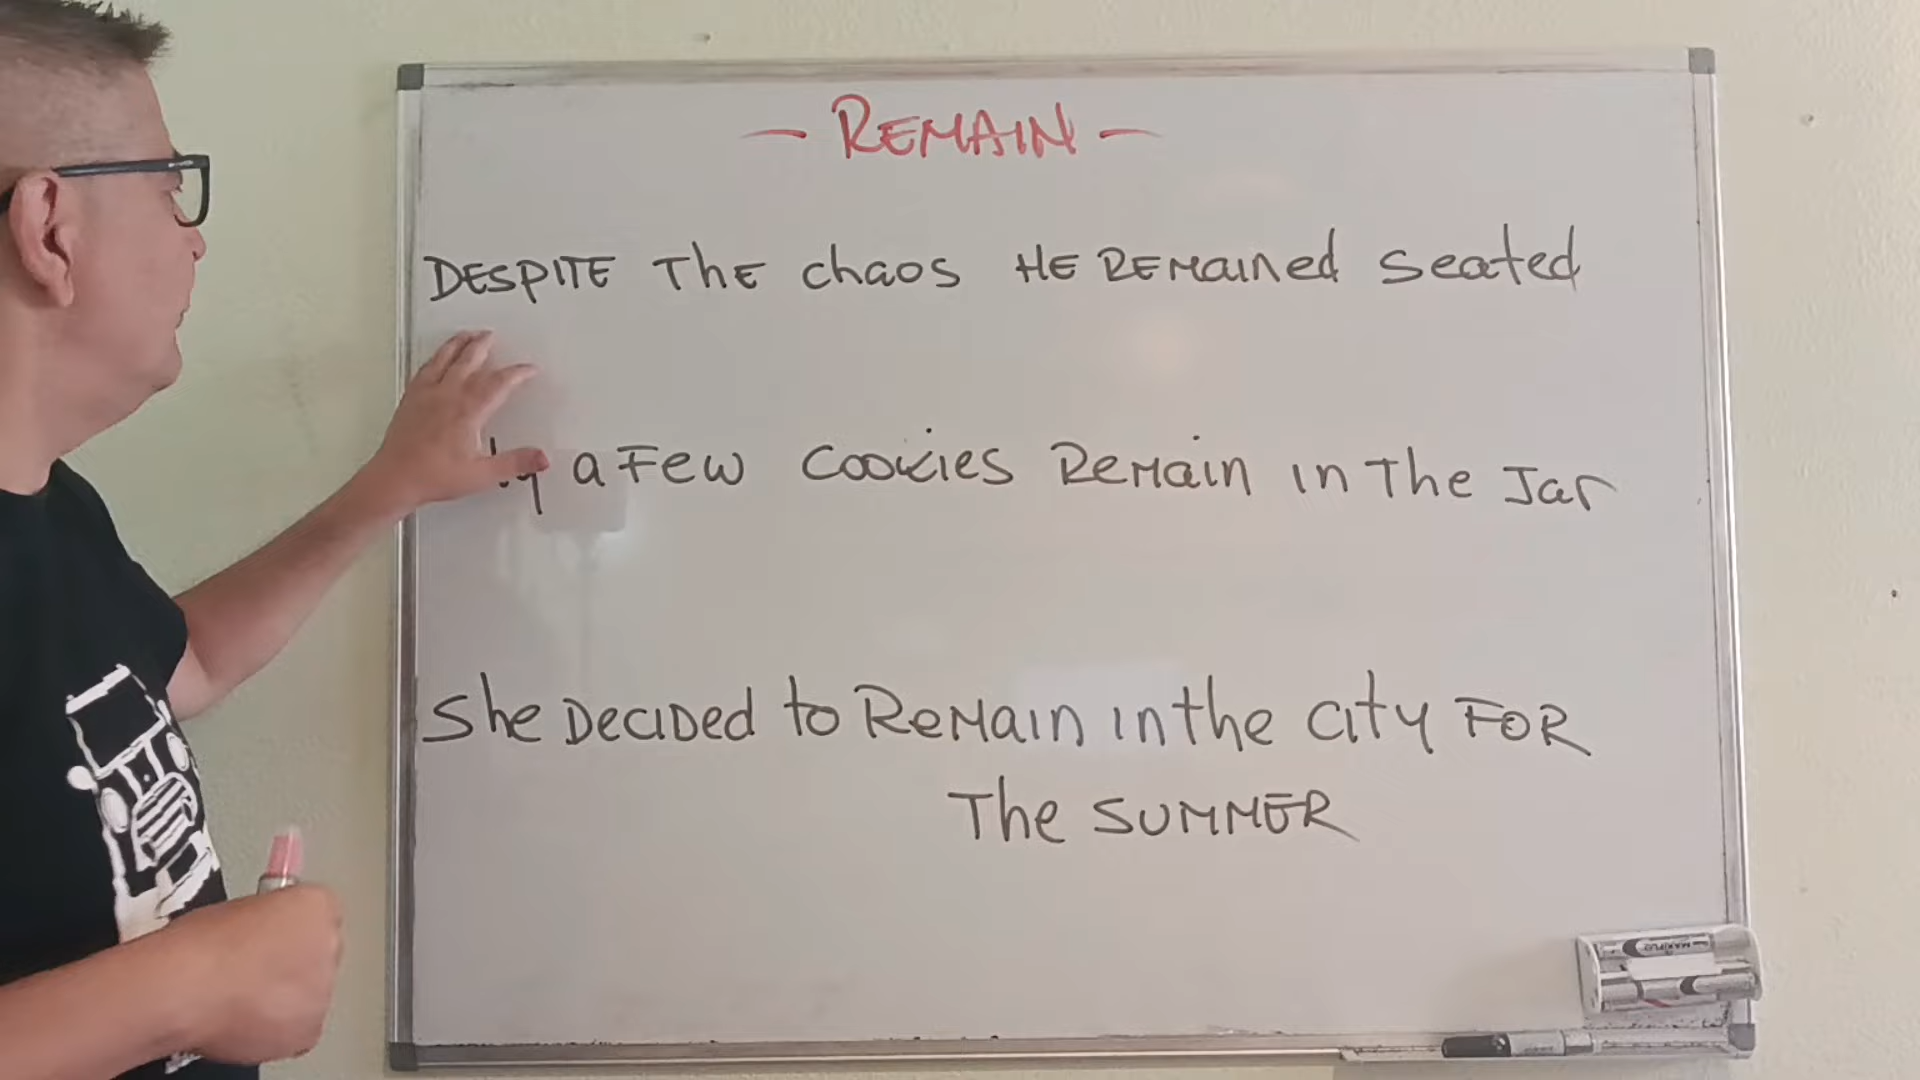 - REMAIN -
DESPITE THE chaos HE REMained seated
a Few Cookies Remain in The Jar
She Decided to Remain in the city FOR
The SUMMER